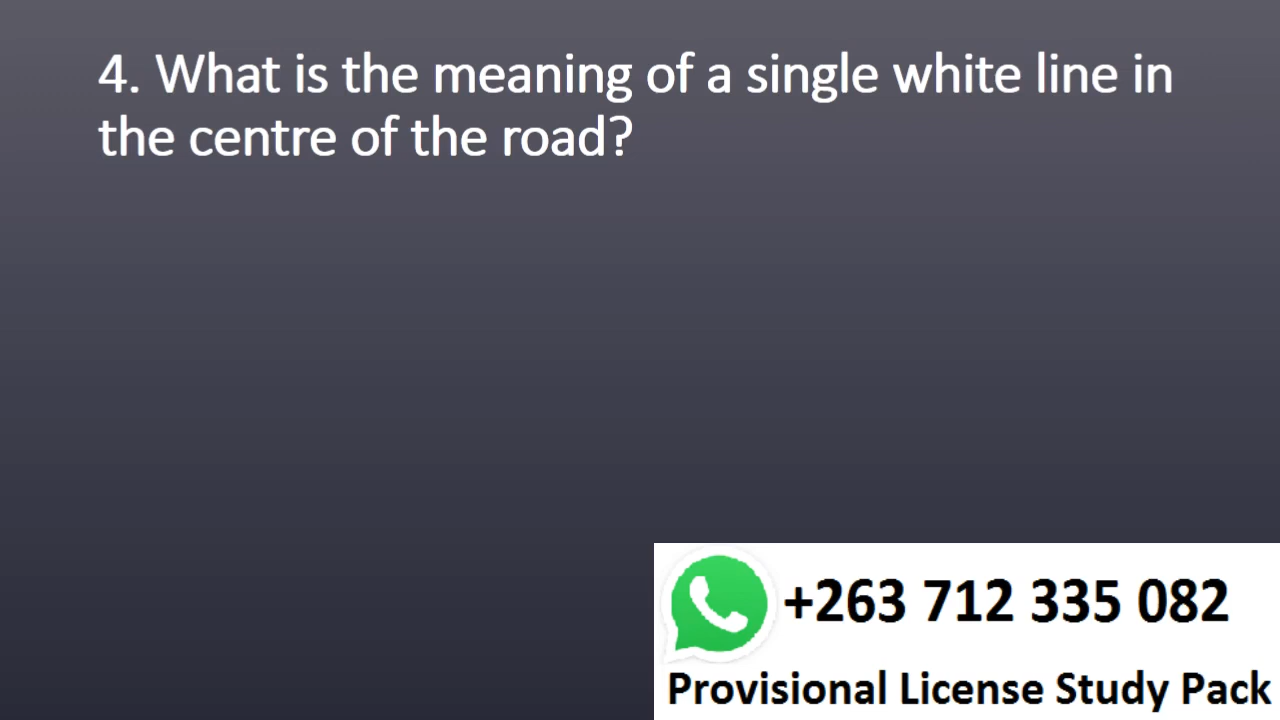 4. What is the meaning of a single white line in
the centre of the road?
+263 712 335 082
Provisional License Study Pack